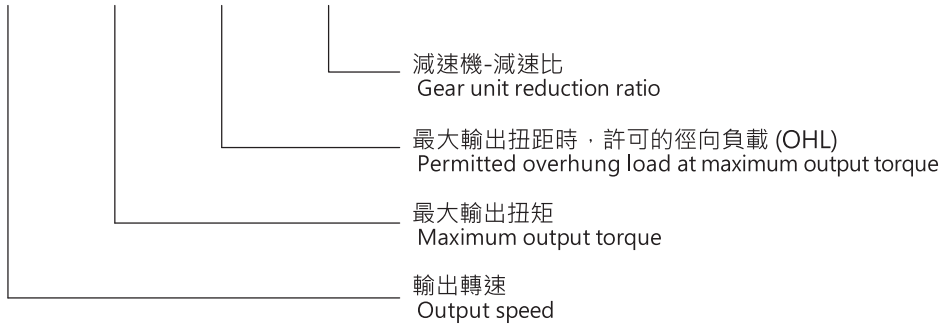 減速機-減速比
Gear unit reduction ratio
最大輸出扭距時，許可的徑向負載 (OHL)
Permitted overhung load at maximum output torque
最大輸出扭矩
Maximum output torque
輸出轉速
Output speed